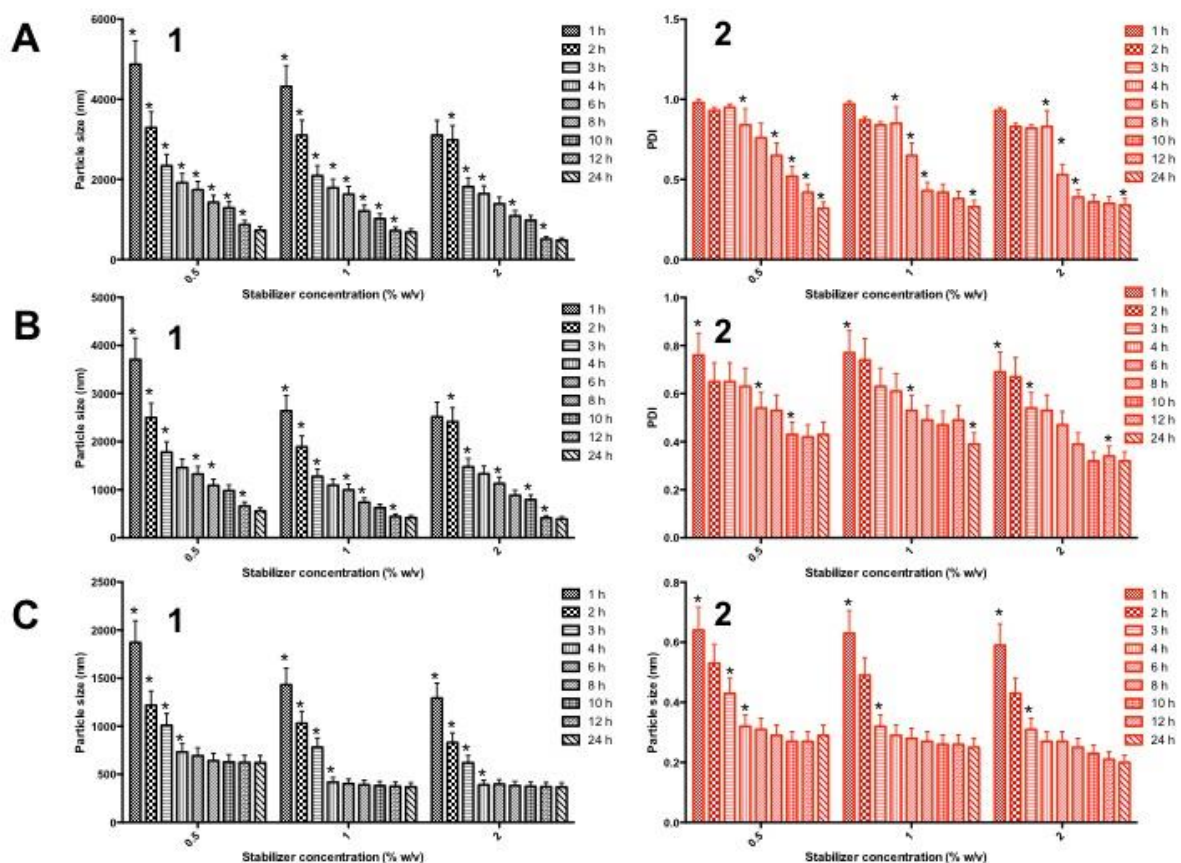 A
1
Particle size (nm)
6000
4000
2000
0
0.5
1
2
Stabilizer concentration (% w/v)
1 h
2 h
3 h
4 h
6 h
8 h
10 h
12 h
24 h
2
PDI
1.5
1.0
0.5
0.0
0.5
1
2
Stabilizer concentration (% w/v)
1 h
2 h
3 h
4 h
6 h
8 h
10 h
12 h
24 h
B
1
Particle size (nm)
5000
4000
3000
2000
1000
0
0.5
1
2
Stabilizer concentration (% w/v)
1 h
2 h
3 h
4 h
6 h
8 h
10 h
12 h
24 h
2
PDI
1.0
0.8
0.6
0.4
0.2
0.0
0.5
1
2
Stabilizer concentration (% w/v)
1 h
2 h
3 h
4 h
6 h
8 h
10 h
12 h
24 h
C
1
Particle size (nm)
2500
2000
1500
1000
500
0
0.5
1
2
Stabilizer concentration (% w/v)
1 h
2 h
3 h
4 h
6 h
8 h
10 h
12 h
24 h
2
Particle size (nm)
0.8
0.6
0.4
0.2
0.0
0.5
1
2
Stabilizer concentration (% w/v)
1 h
2 h
3 h
4 h
6 h
8 h
10 h
12 h
24 h